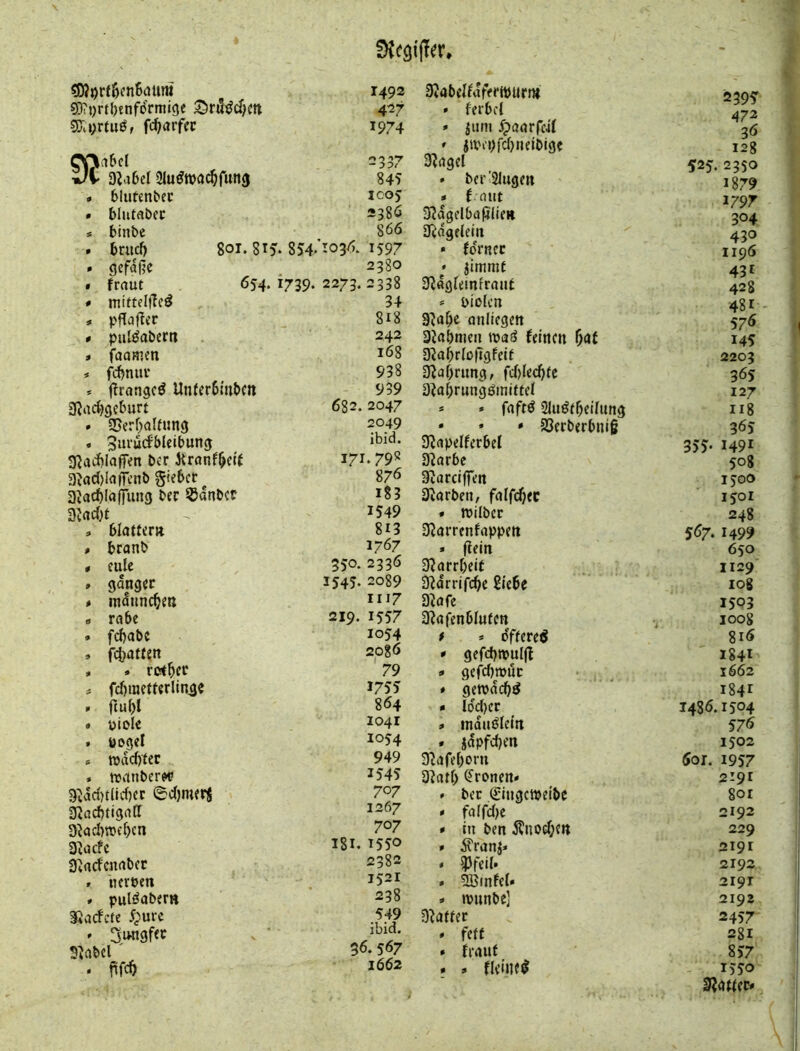 Register.
Myrthenbaum 1492
Myrthenförmige Drüschen 427
Myrtus, scharfer 1974
Nabel 2337
Nabel Auswachsung 845
• blutender 1005
• blutader 2386
• binde 866
• bruch 801. 815. 854. 1036. 1597
• gefäße 2380
• kraut 654. 1739. 2273. 2338
• mittelstes 34
• pflaster 818
• pulsadern 242
• saamen 168
• schnur 938
• stranges Unterbinden 939
Nachgeburt 682. 2047
• Verhaltung 2049
• Zurückbleibung ibid.
Nachlassen der Krankheit 171. 798
Nachlassend Fieber 876
Nachlassung der Bänder 183
Nacht 1549
• blattern 813
• brand 1767
• eule 350. 2336
• gänger 1545. 2089
• männchen 1117
• rabe 219. 1557
• schabe 1054
• schatten 2086
• • rother 79
• schmetterlinge 1755
• stuhl 864
• viole 1041
• vogel 1054
• wächter 949
• wanderer 1545
Nächtlicher Schmerz 707
Nachtigall 1267
Nachwehen 707
Nacke 181. 1550
Nackenader 2382
• nerven 1521
• pulsadern 238
Nackete Hure 549
• Jungfer ibid.
Nadel 36. 567
• fisch 1662
Nadelkäferwurm 2395
• kerbel 472
• zum Haarseil 36
• zweyschneidige 128
Nagel 525. 2350
• der Augen 1879
• kraut 1797
Nägelbasilien 304
Nägelein 430
• körner 1196
• zimmt 431
Nägleinkraut 428
• violen 481
Nahe anliegen 576
Nahmen was keinen hat 145
Nahrlosigkeit 2203
Nahrung, schlechte 365
Nahrungsmittel 127
• • safts Austheilung 118
• • • Verderbniß 365
Napelkerbel 355. 1491
Narbe 508
Narcissen 1500
Narden, falscher 1501
• wilder 248
Narrenkappen 567. 1499
• stein 650
Narrheit 1129
Närrische Liebe 108
Nase 1503
Nasenbluten 1008
• • öfteres 816
• geschwulst 1841
• geschwür 1662
• gewächs 1841
• löcher 1486. 1504
• mäuslein 576
• zäpfchen 1502
Nasehorn 601. 1957
Nath Cronen- 2191
• der Eingeweide 801
• falsche 2192
• in den Knochen 229
• Kranz- 2191
• Pfeil- 2192
• Winkel- 2191
• wunde] 2192
Natter 2457
• fett 281
• kraut 857
• • kleines 1550
Natter-